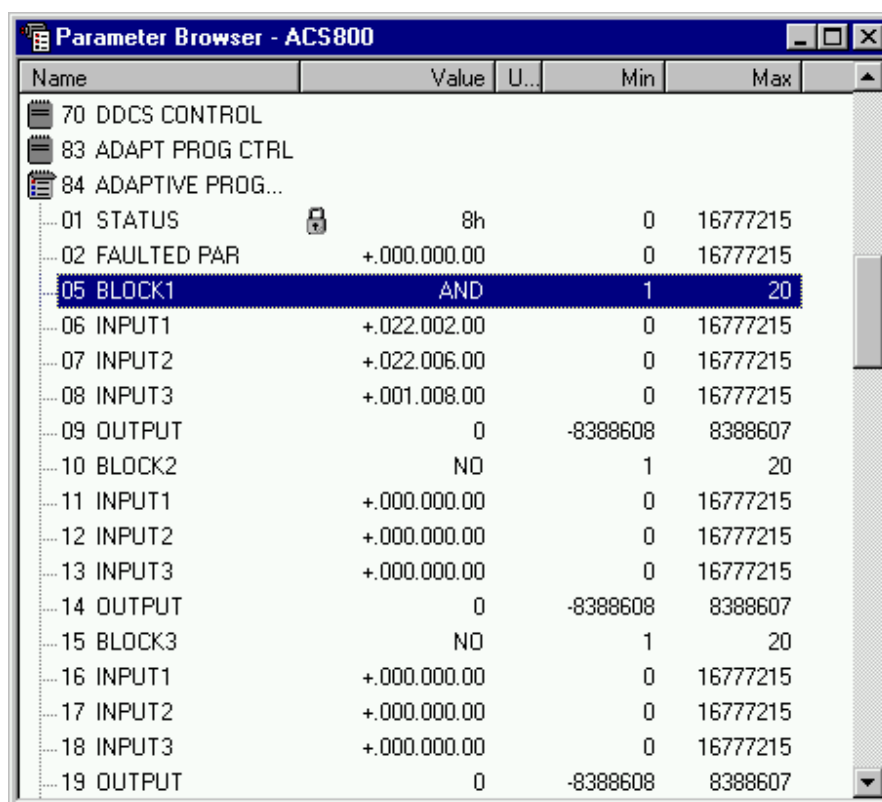 Parameter Browser - ACS800
Name Value U... Min Max
70 DDCS CONTROL
83 ADAPT PROG CTRL
84 ADAPTIVE PROG...
01 STATUS 8h 0 16777215
02 FAULTED PAR +.000.000.00 0 16777215
05 BLOCK1 AND 1 20
06 INPUT1 +.022.002.00 0 16777215
07 INPUT2 +.022.006.00 0 16777215
08 INPUT3 +.001.008.00 0 16777215
09 OUTPUT 0 -8388608 8388607
10 BLOCK2 NO 1 20
11 INPUT1 +.000.000.00 0 16777215
12 INPUT2 +.000.000.00 0 16777215
13 INPUT3 +.000.000.00 0 16777215
14 OUTPUT 0 -8388608 8388607
15 BLOCK3 NO 1 20
16 INPUT1 +.000.000.00 0 16777215
17 INPUT2 +.000.000.00 0 16777215
18 INPUT3 +.000.000.00 0 16777215
19 OUTPUT 0 -8388608 8388607